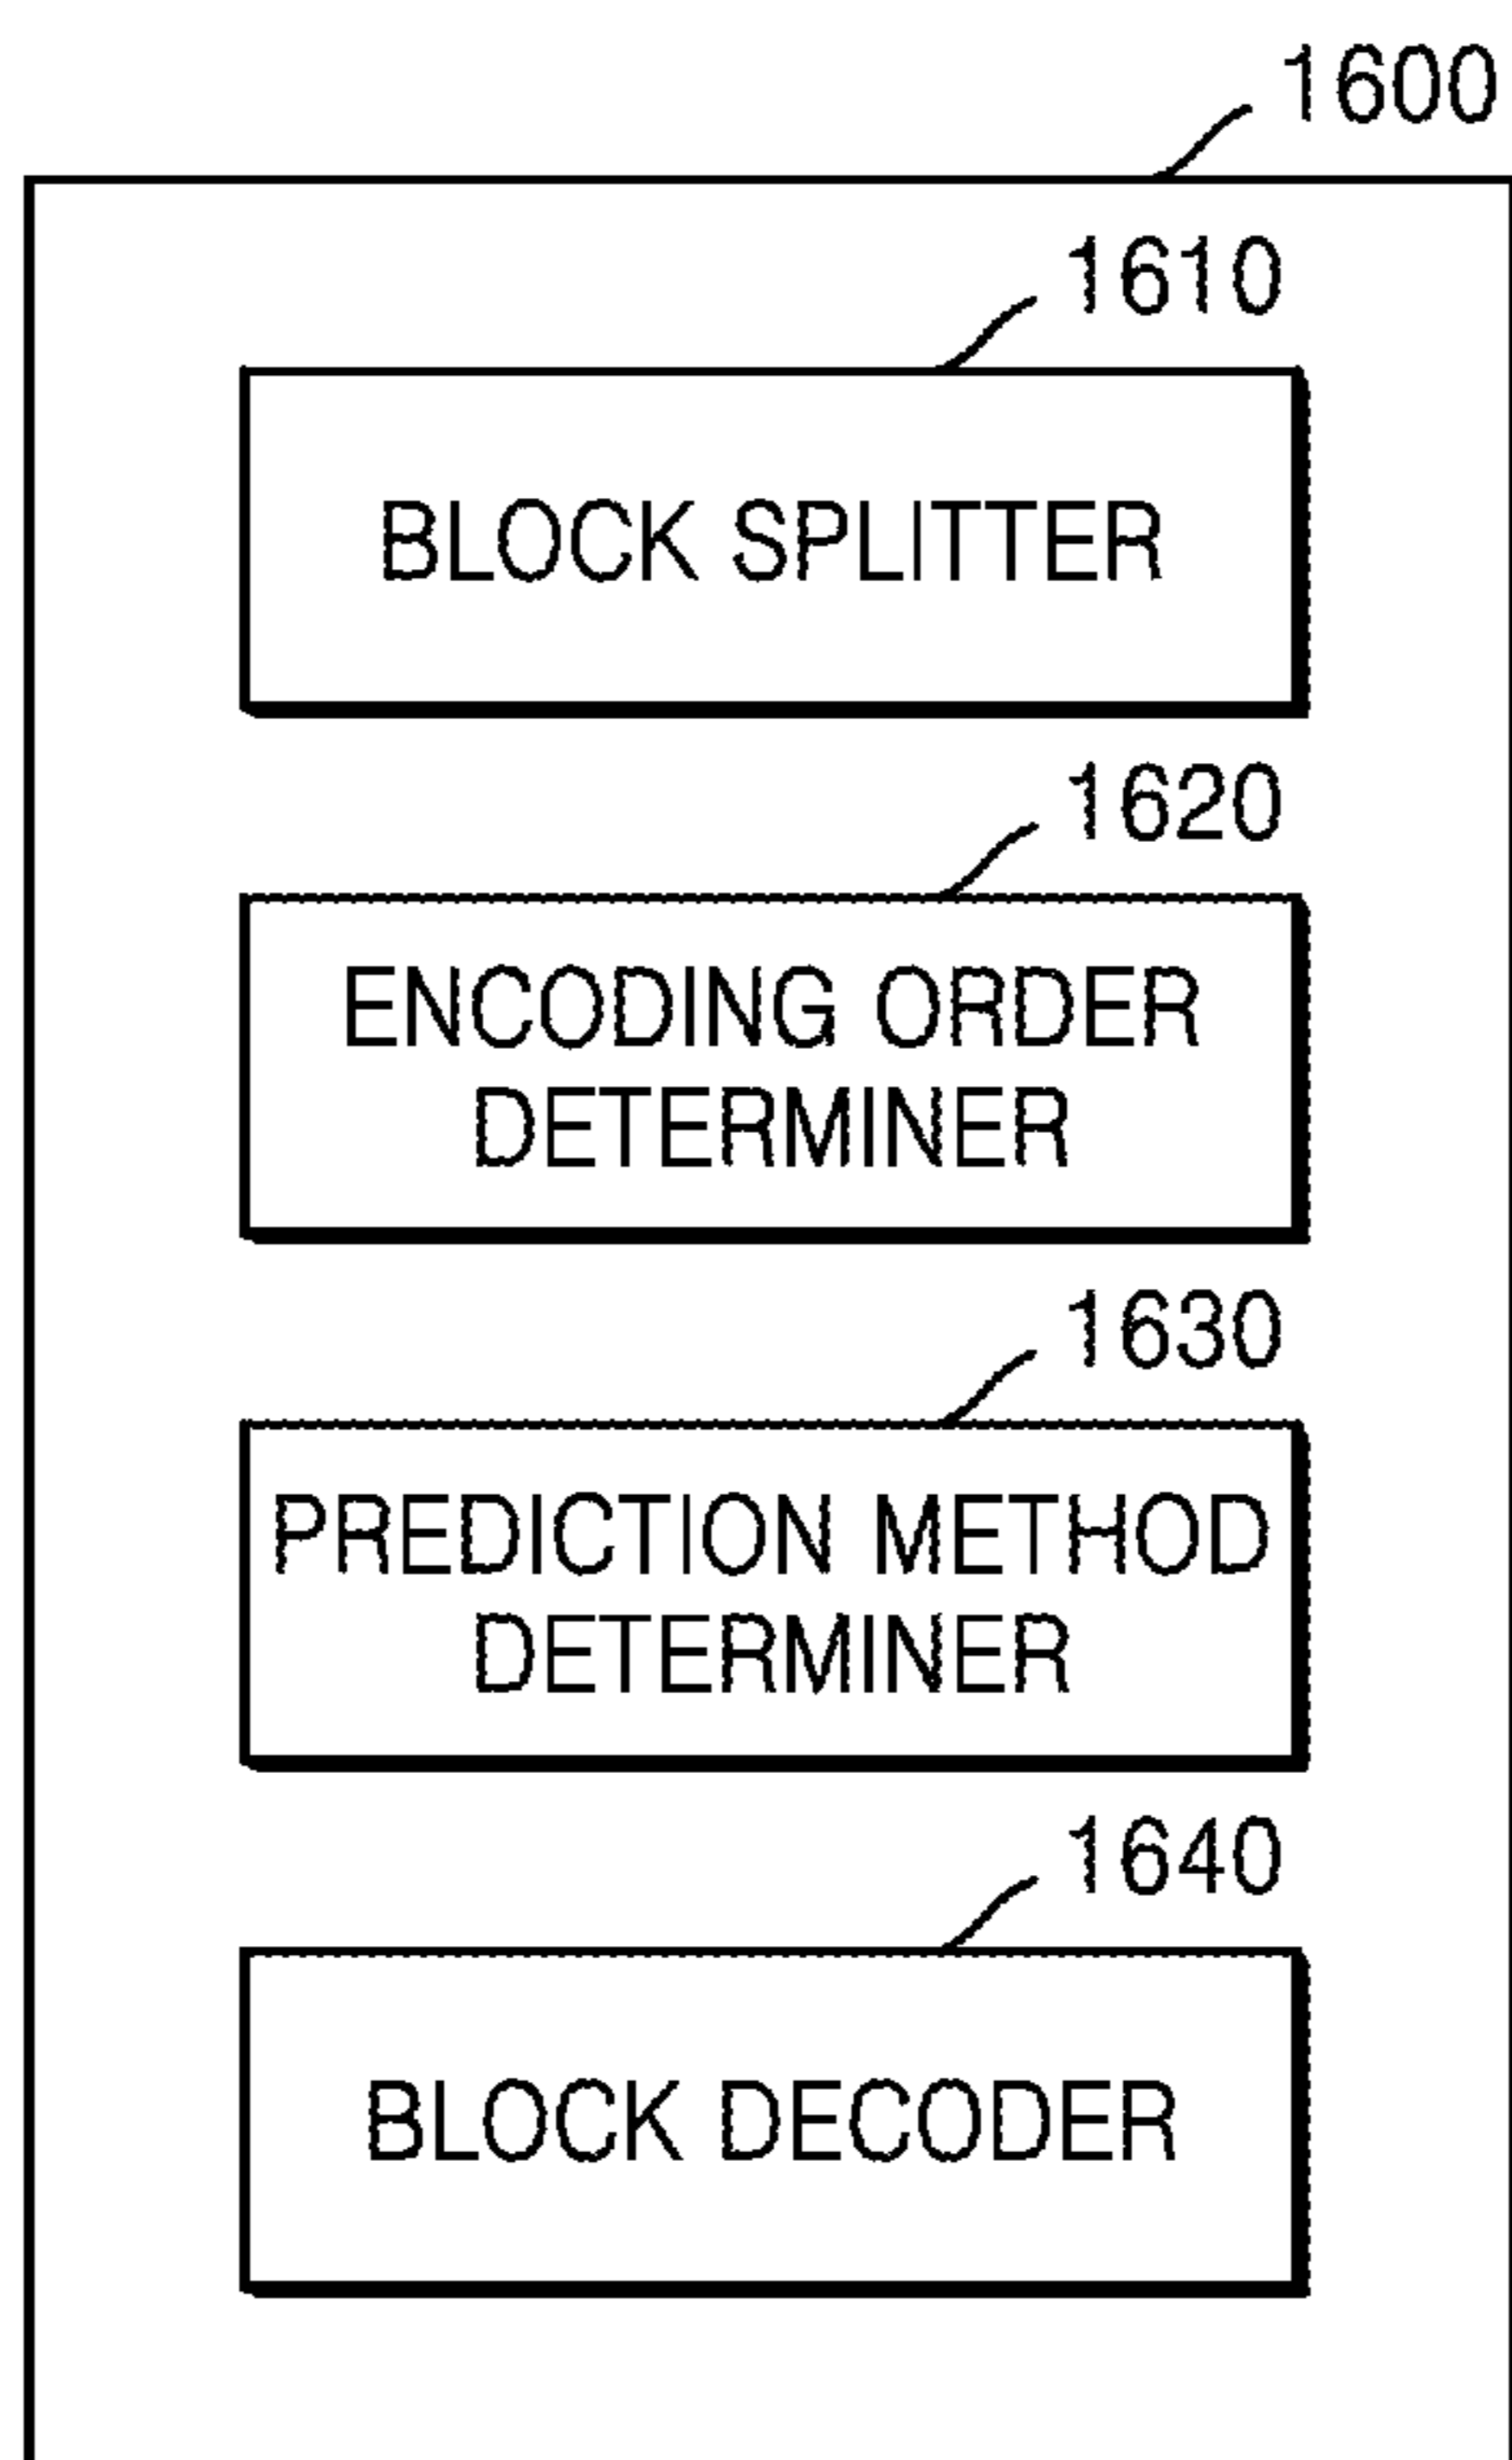 1600
1610
BLOCK SPLITTER
1620
ENCODING ORDER
DETERMINER
1630
PREDICTION METHOD
DETERMINER
1640
BLOCK DECODER